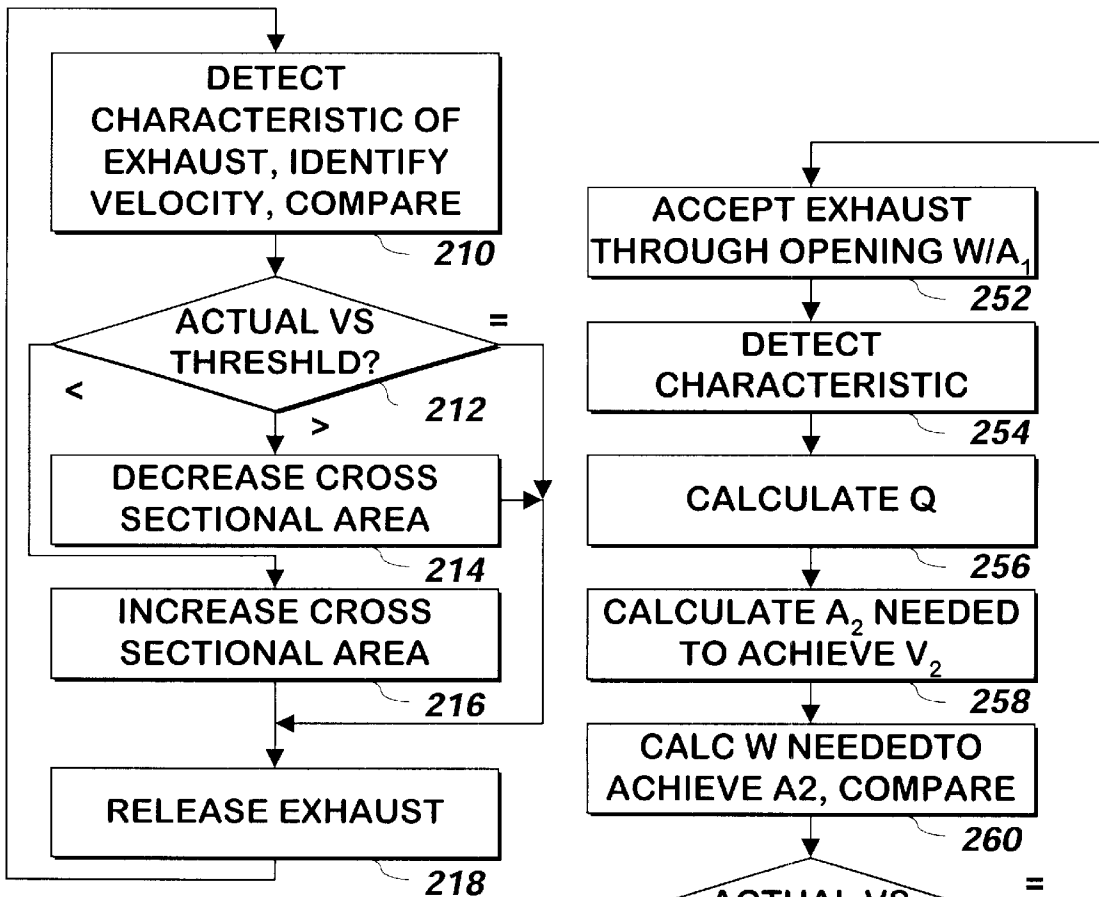 DETECT
CHARACTERISTIC OF
EXHAUST, IDENTIFY
VELOCITY, COMPARE
210
ACTUAL VS
THRESHLD?
=
<
>
212
DECREASE CROSS
SECTIONAL AREA
214
INCREASE CROSS
SECTIONAL AREA
216
RELEASE EXHAUST
218
ACCEPT EXHAUST
THROUGH OPENING W/A₁
252
DETECT
CHARACTERISTIC
254
CALCULATE Q
256
CALCULATE A₂ NEEDED
TO ACHIEVE V₂
258
CALC W NEEDEDTO
ACHIEVE A2, COMPARE
260
ACTUAL VS
=